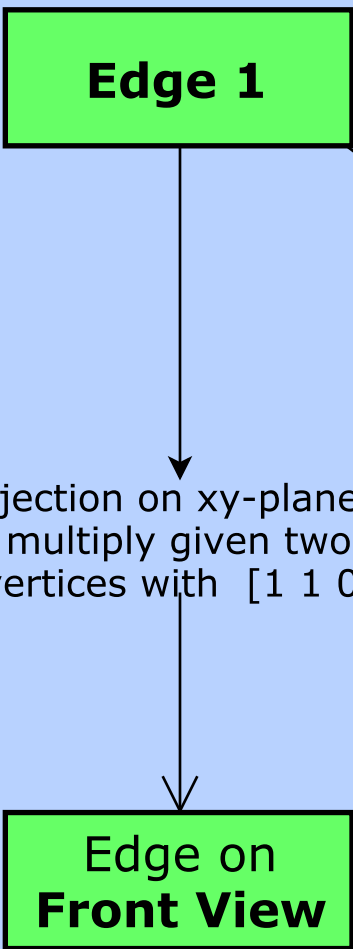 Edge 1
jection on xy-plane
multiply given two
vertices with [1 1 0
Edge on
Front View